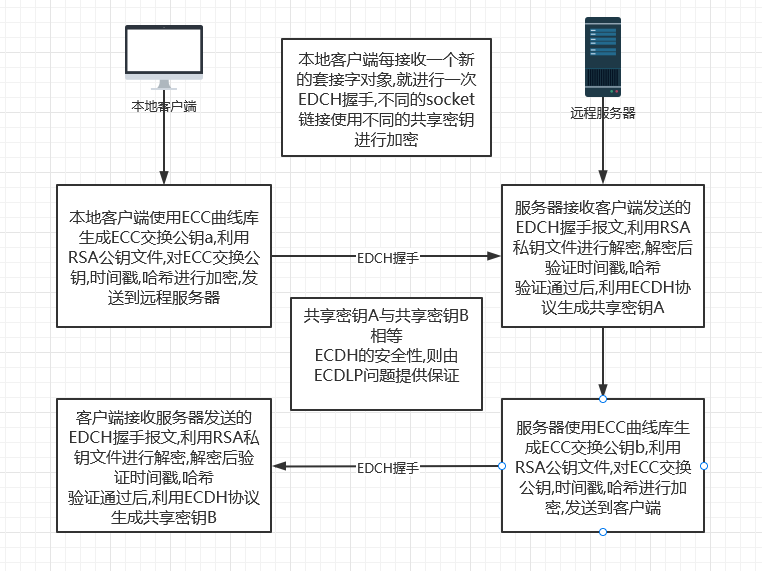 本地客户端每接收一个新
的套接字对象,就进行一次
EDCH握手,不同的socket
链接使用不同的共享密钥
进行加密
本地客户端
远程服务器
本地客户端使用ECC曲线库
生成ECC交换公钥a,利用
RSA公钥文件,对ECC交换公
钥,时间戳,哈希进行加密,发
送到远程服务器
EDCH握手
服务器接收客户端发送的
EDCH握手报文,利用RSA
私钥文件进行解密,解密后
验证时间戳,哈希
验证通过后,利用ECDH协
议生成共享密钥A
共享密钥A与共享密钥B
相等
ECDH的安全性,则由
ECDLP问题提供保证
客户端接收服务器发送的
EDCH握手报文,利用RSA私
钥文件进行解密,解密后验
证时间戳,哈希
验证通过后,利用ECDH协议
生成共享密钥B
EDCH握手
服务器使用ECC曲线库生
成ECC交换公钥b,利用
RSA公钥文件,对ECC交换
公钥,时间戳,哈希进行加
密,发送到客户端